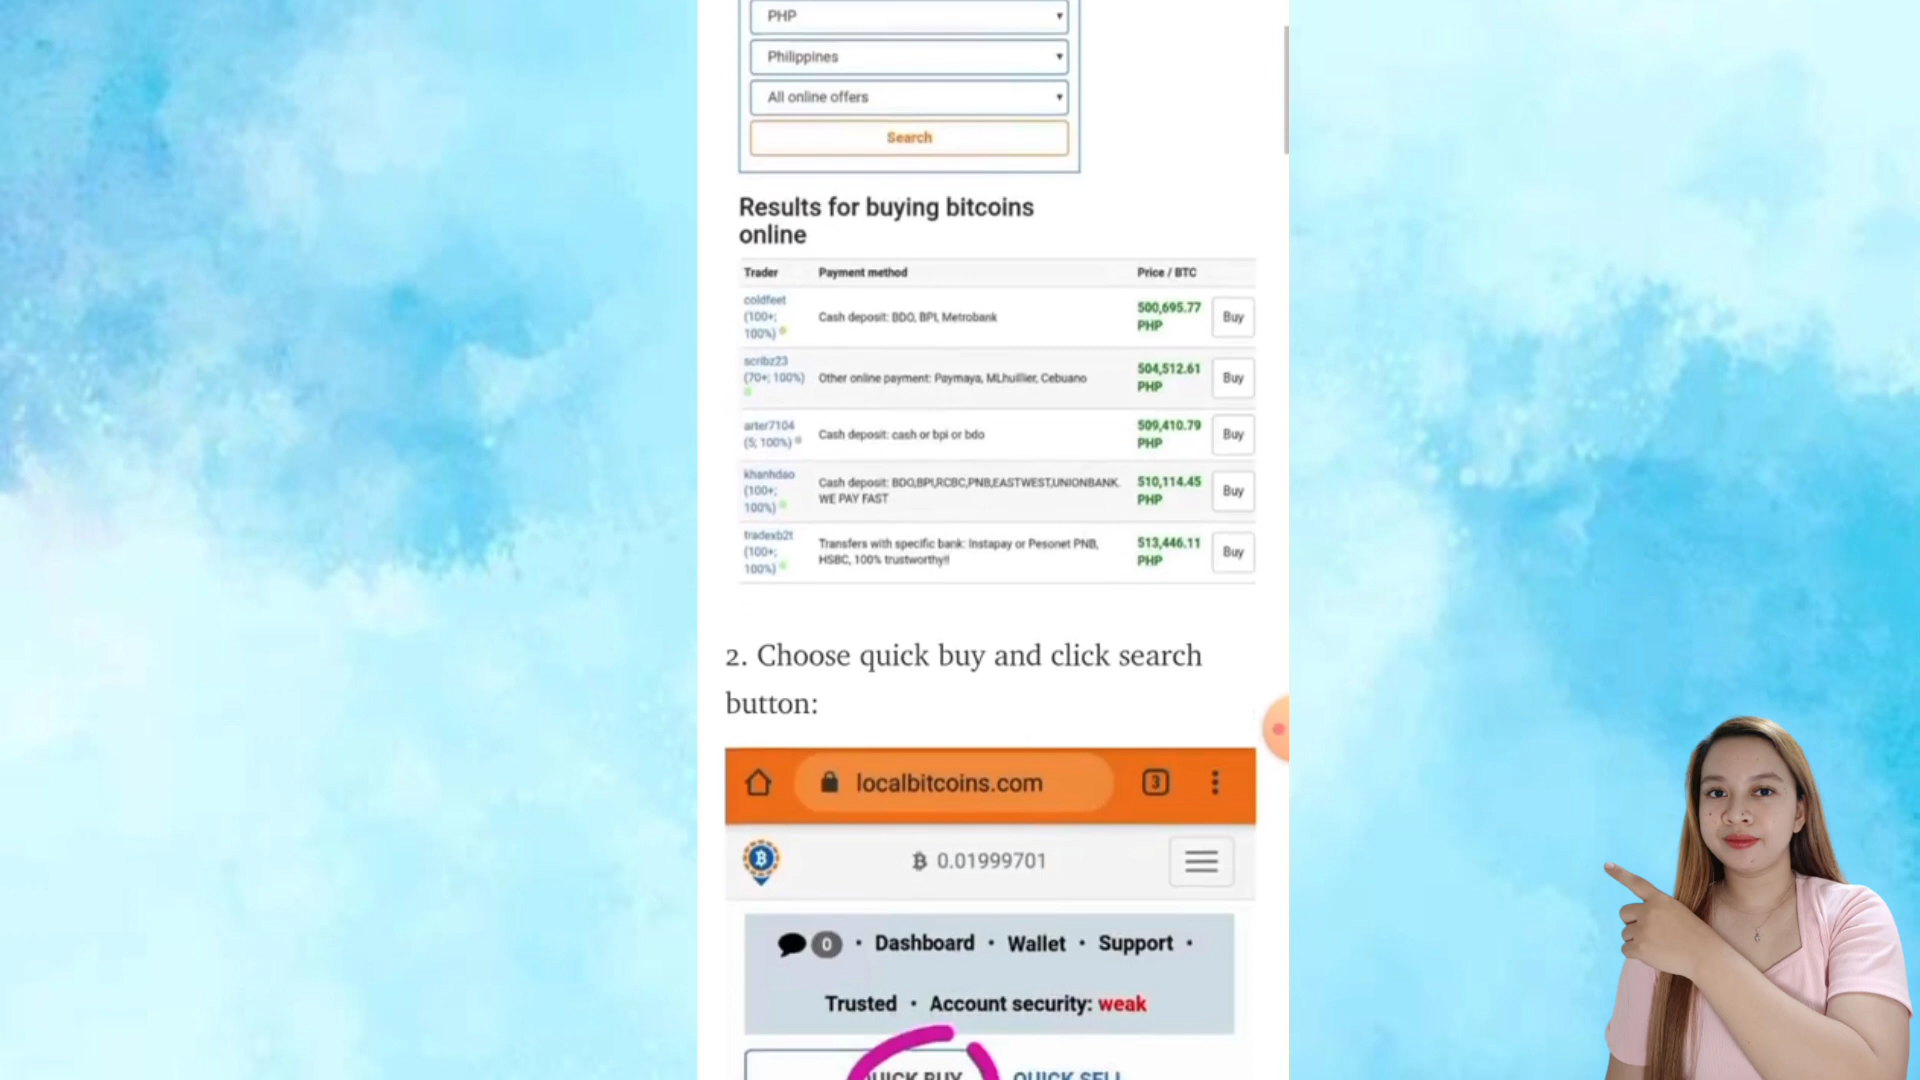 PHP
Philippines
All online offers
Search
Results for buying bitcoins
online
Trader Payment method Price / BTC
coldfeet
(100+;
100%)
Cash deposit: BDO, BPI, Metrobank
500,695.77
PHP
Buy
scribz23
(70+; 100%)
Other online payment: Paymaya, MLhuillier, Cebuano
504,512.61
PHP
Buy
arter7104
(5; 100%)
Cash deposit: cash or bpi or bdo
509,410.79
PHP
Buy
khanhdao
(100+;
100%)
Cash deposit: BDO,BPI,RCBC,PNB,EASTWEST,UNIONBANK.
WE PAY FAST
510,114.45
PHP
Buy
tradexb2t
(100+;
100%)
Transfers with specific bank: Instapay or Pesonet PNB,
HSBC, 100% trustworthy!!
513,446.11
PHP
Buy
2. Choose quick buy and click search
button:
localbitcoins.com
3
0.01999701
0 • Dashboard • Wallet • Support •
Trusted • Account security: weak
QUICK BUY QUICK SELL